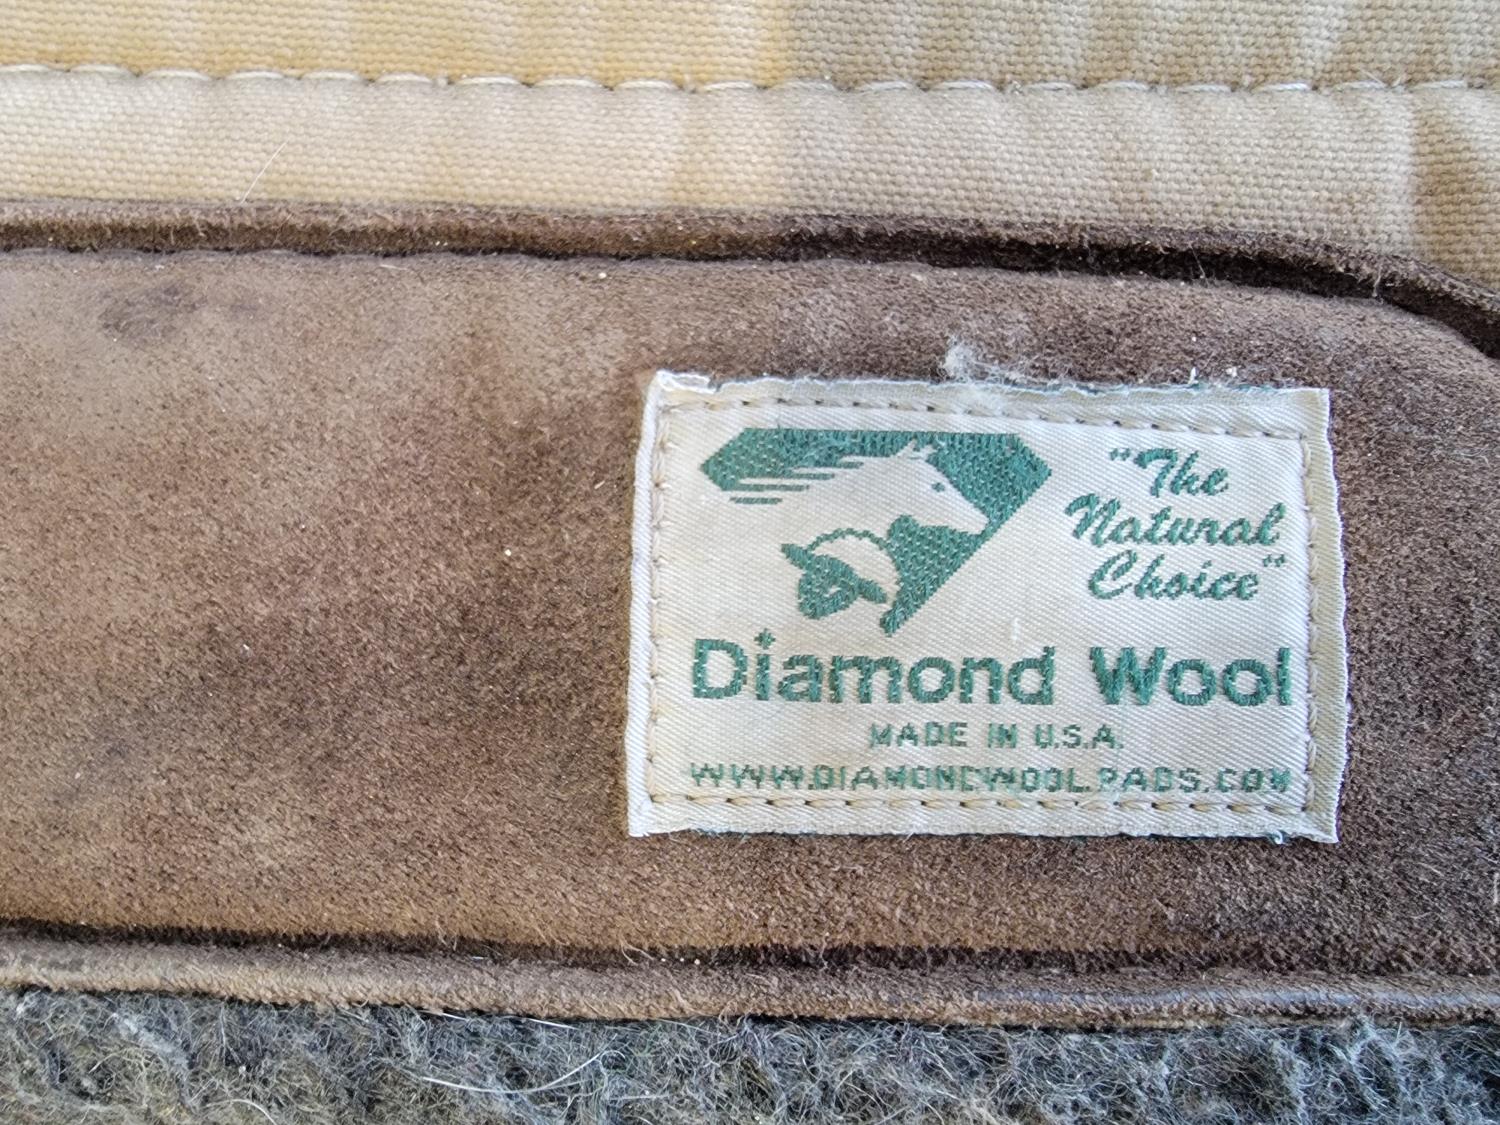 "The
Natural
Choice"
Diamond Wool
MADE IN U.S.A.
WWW.DIAMONDWOOLPADS.COM